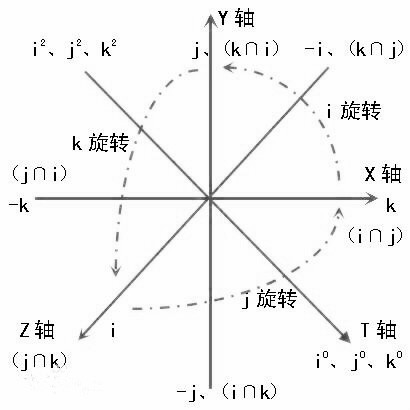 Y 轴
i²、j²、k²
j、(k∩i)
-i、(k∩j)
i 旋转
k 旋转
(j∩i)
-k
X 轴
k
(i∩j)
Z 轴
(j∩k)
i
j 旋转
T 轴
i⁰、j⁰、k⁰
-j、(i∩k)